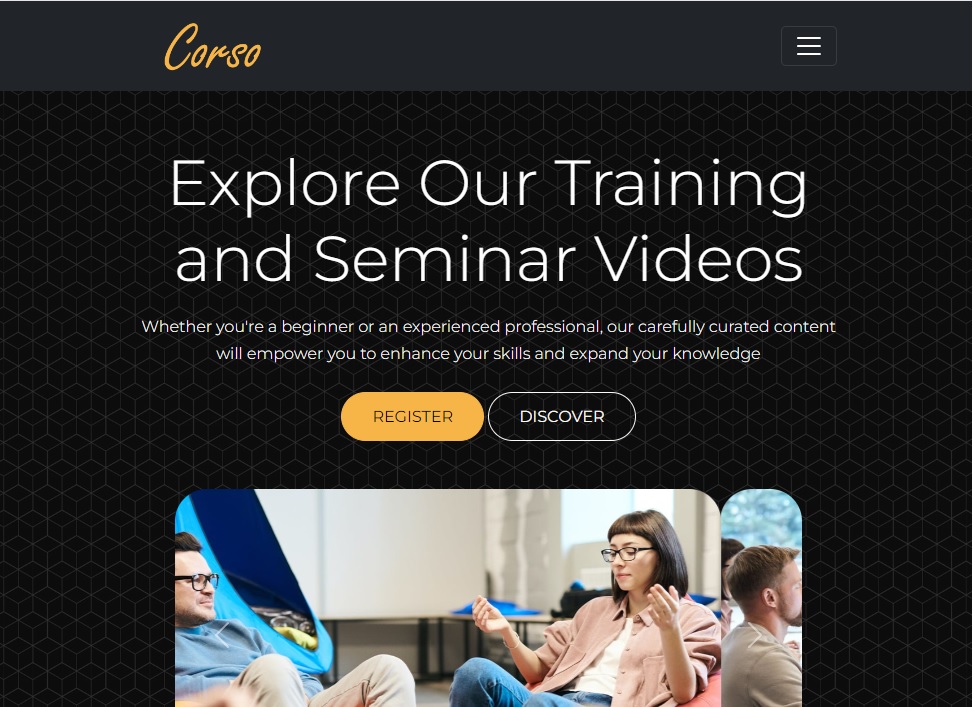 Corso
Explore Our Training
and Seminar Videos
Whether you're a beginner or an experienced professional, our carefully curated content
will empower you to enhance your skills and expand your knowledge
REGISTER
DISCOVER